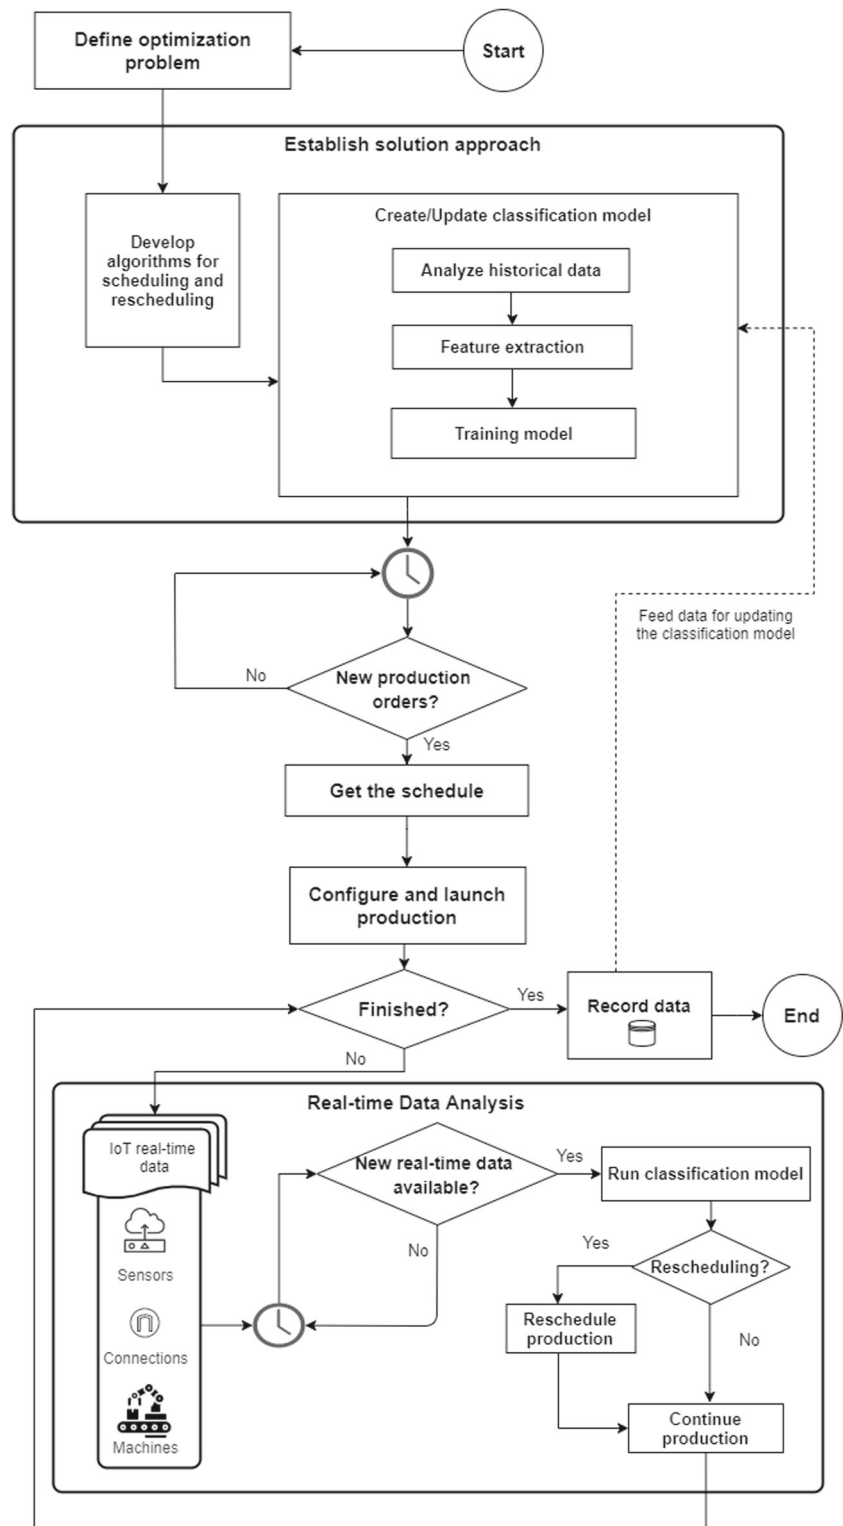 Define optimization
problem
Start
Establish solution approach
Develop
algorithms for
scheduling and
rescheduling
Create/Update classification model
Analyze historical data
Feature extraction
Training model
Feed data for updating
the classification model
No
New production
orders?
Yes
Get the schedule
Configure and launch
production
Finished?
Yes
Record data
End
No
Real-time Data Analysis
IoT real-time
data
New real-time data
available?
Yes
Run classification model
No
Yes
Rescheduling?
Sensors
Reschedule
production
No
Connections
Continue
production
Machines